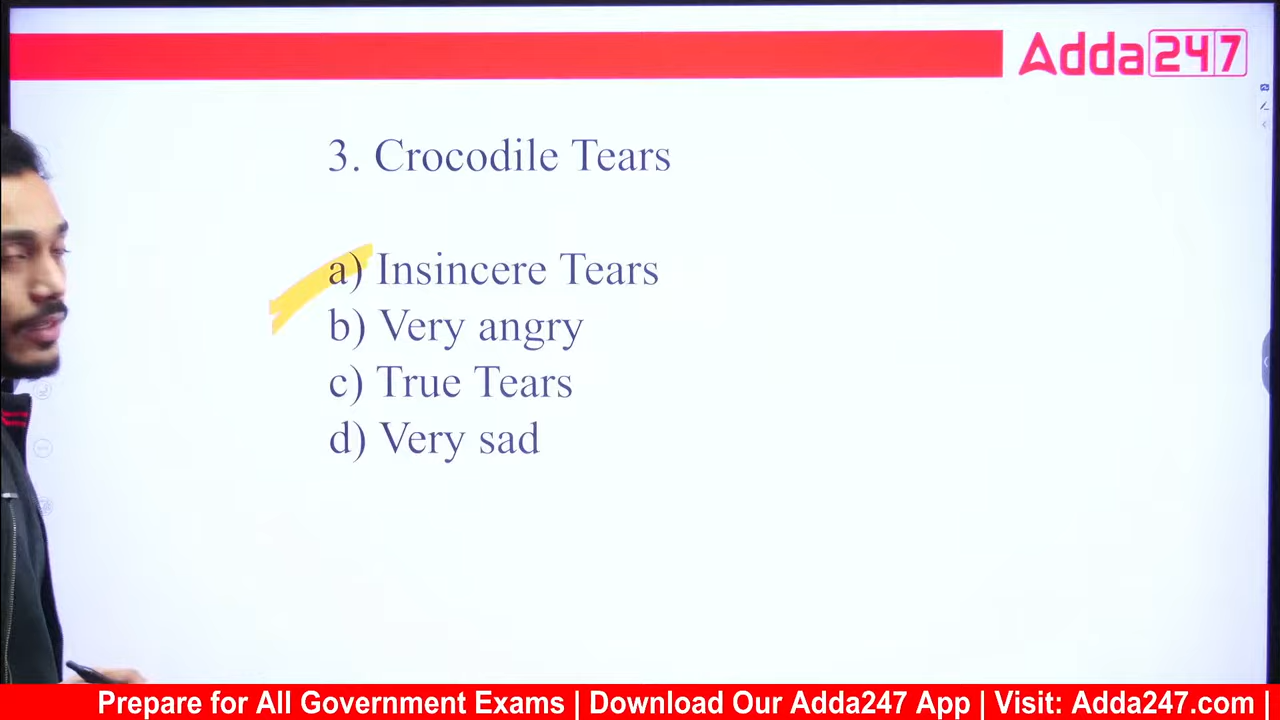 Adda247
3. Crocodile Tears
a) Insincere Tears
b) Very angry
c) True Tears
d) Very sad
Prepare for All Government Exams | Download Our Adda247 App | Visit: Adda247.com |